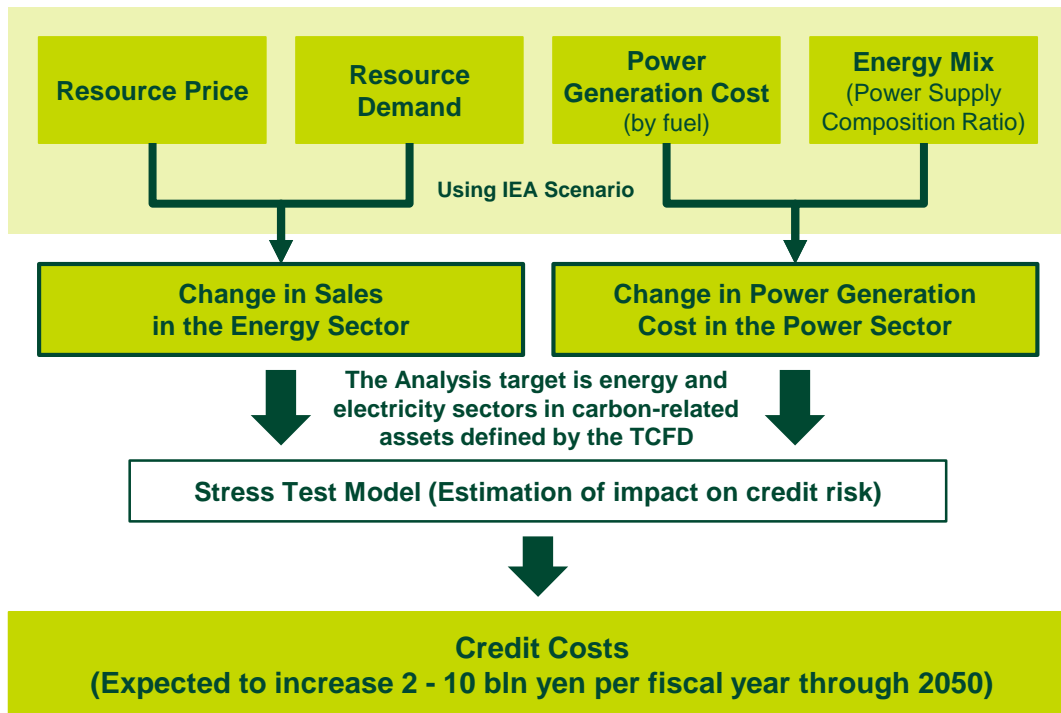 Resource Price
Resource
Demand
Power
Generation Cost
(by fuel)
Energy Mix
(Power Supply
Composition Ratio)
Using IEA Scenario
Change in Sales
in the Energy Sector
Change in Power Generation
Cost in the Power Sector
The Analysis target is energy and
electricity sectors in carbon-related
assets defined by the TCFD
Stress Test Model (Estimation of impact on credit risk)
Credit Costs
(Expected to increase 2 - 10 bln yen per fiscal year through 2050)